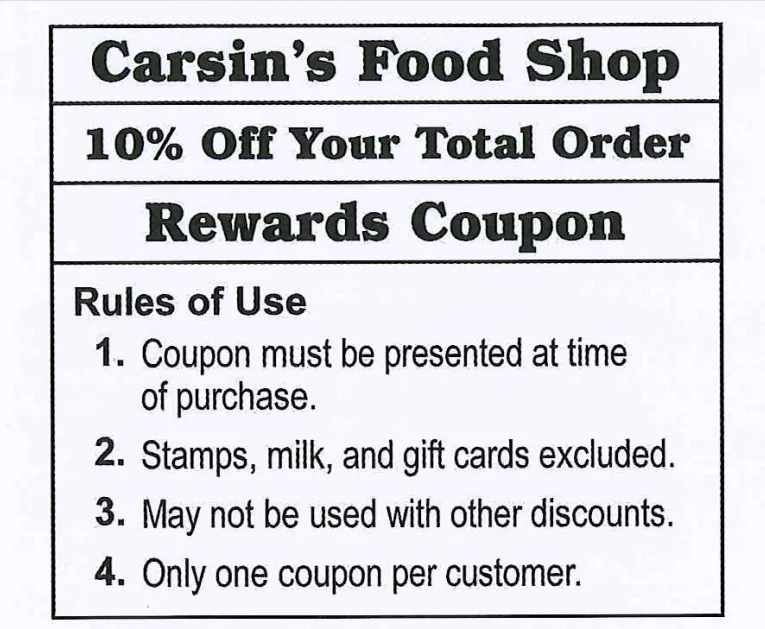 Carsin's Food Shop
10% Off Your Total Order
Rewards Coupon
Rules of Use
1. Coupon must be presented at time
of purchase.
2. Stamps, milk, and gift cards excluded.
3. May not be used with other discounts.
4. Only one coupon per customer.